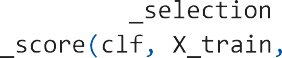 _selection
_score(clf, X_train,